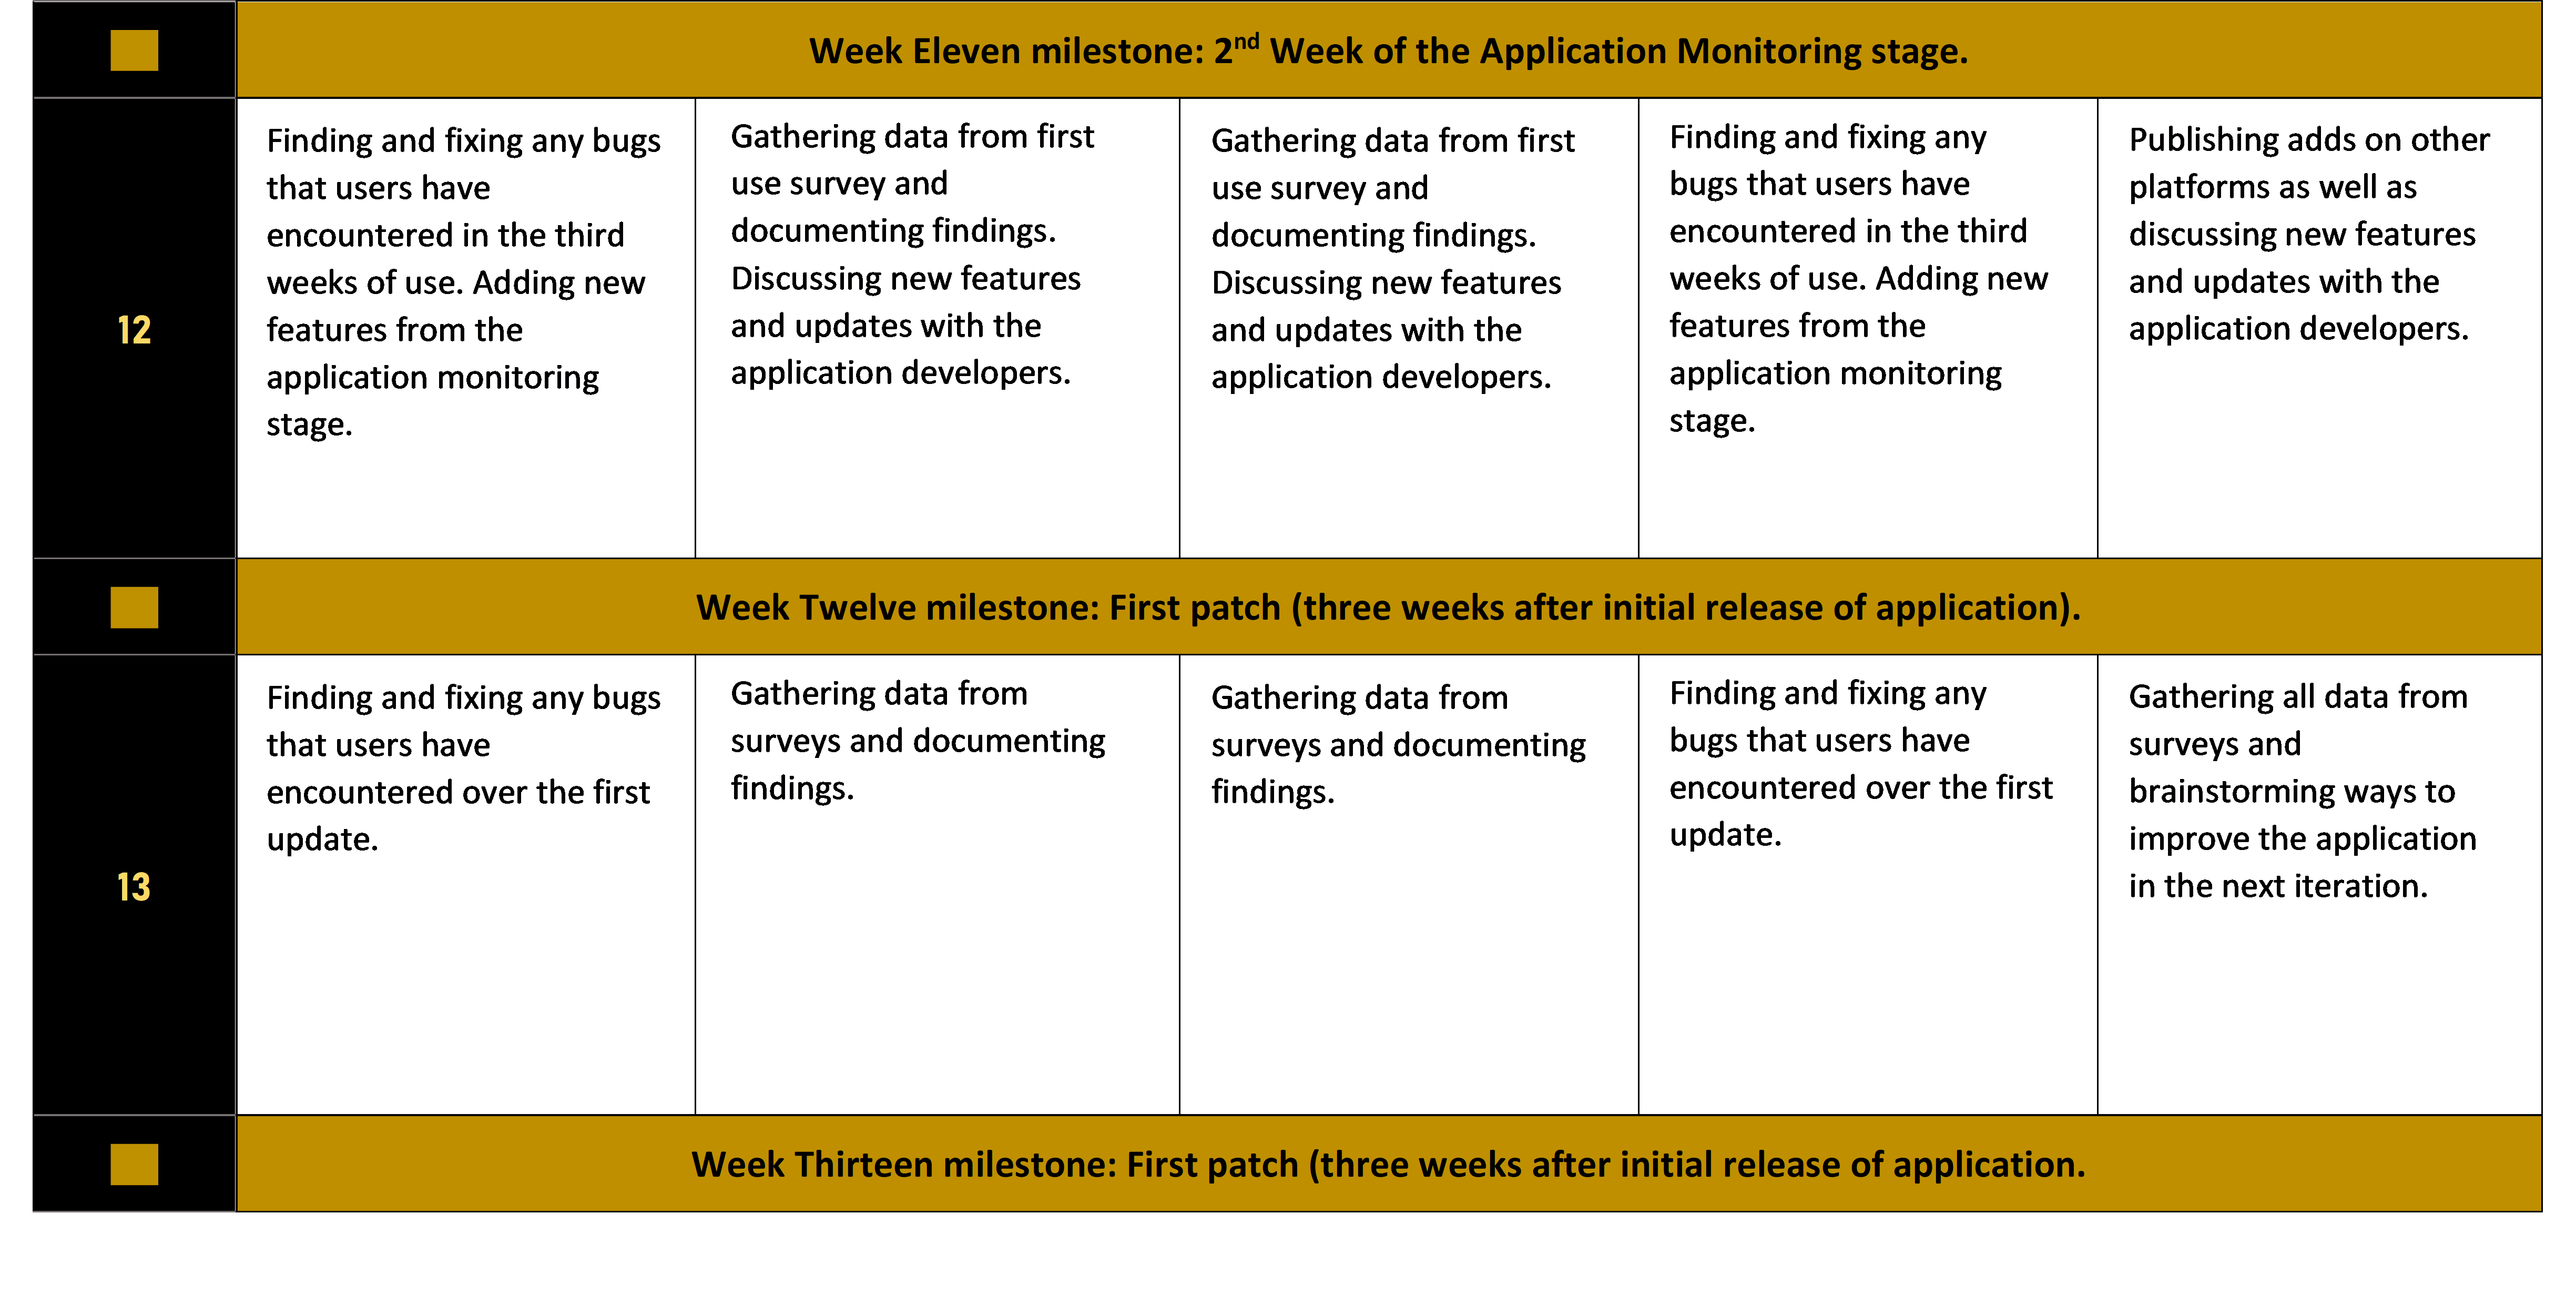 Week Eleven milestone: 2nd Week of the Application Monitoring stage.
12
Finding and fixing any bugs
that users have
encountered in the third
weeks of use. Adding new
features from the
application monitoring
stage.
Gathering data from first
use survey and
documenting findings.
Discussing new features
and updates with the
application developers.
Gathering data from first
use survey and
documenting findings.
Discussing new features
and updates with the
application developers.
Finding and fixing any
bugs that users have
encountered in the third
weeks of use. Adding new
features from the
application monitoring
stage.
Publishing adds on other
platforms as well as
discussing new features
and updates with the
application developers.
Week Twelve milestone: First patch (three weeks after initial release of application).
13
Finding and fixing any bugs
that users have
encountered over the first
update.
Gathering data from
surveys and documenting
findings.
Gathering data from
surveys and documenting
findings.
Finding and fixing any
bugs that users have
encountered over the first
update.
Gathering all data from
surveys and
brainstorming ways to
improve the application
in the next iteration.
Week Thirteen milestone: First patch (three weeks after initial release of application.